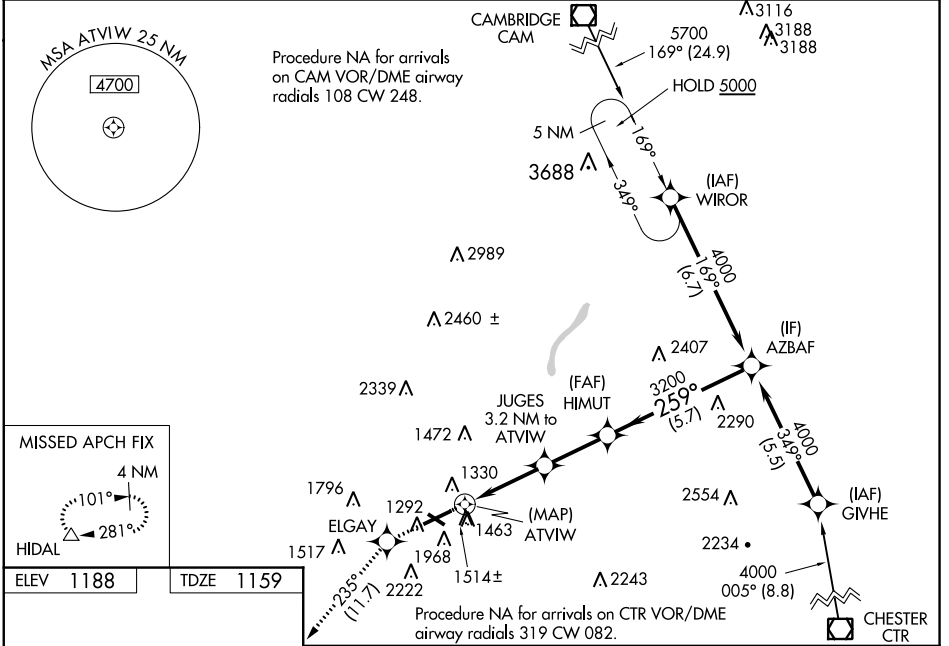 MSA ATVIW 25 NM
4700
Procedure NA for arrivals
on CAM VOR/DME airway
radials 108 CW 248.
CAMBRIDGE
CAM
5700
169° (24.9)
3116
3188
3188
HOLD 5000
5 NM
169°
349°
3688
(IAF)
WIROR
2989
4000
169°
(6.7)
2460 ±
(IF)
AZBAF
2407
2339
(FAF)
HIMUT
3200
259°
(5.7)
JUGES
3.2 NM to
ATVIW
2290
4000
349°
(5.5)
1472
MISSED APCH FIX
4 NM
101°
281°
HIDAL
1330
1796
1292
2554
(IAF)
GIVHE
ELGAY
(MAP)
ATVIW
1463
1517
1968
2234
1514±
ELEV 1188
TDZE 1159
235°
(11.7)
2222
2243
4000
005° (8.8)
Procedure NA for arrivals on CTR VOR/DME
airway radials 319 CW 082.
CHESTER
CTR